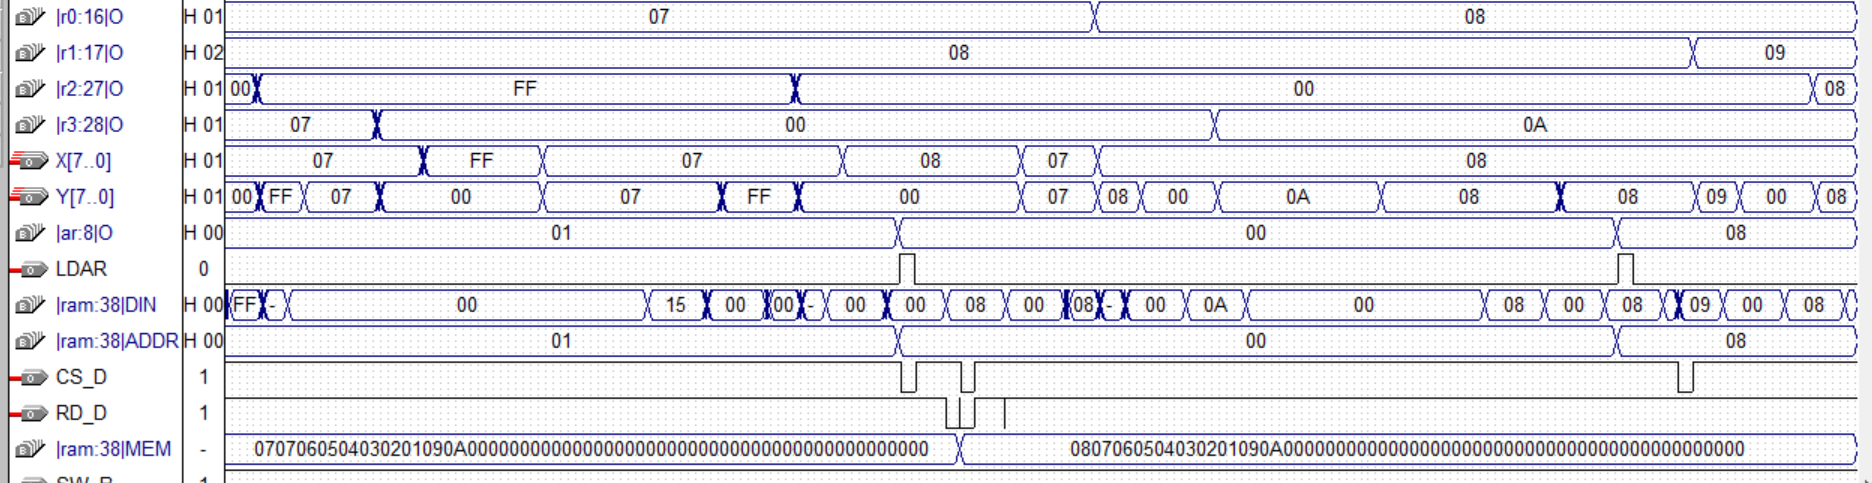 |r0:16|O H 01 07 08
|r1:17|O H 02 08 09
|r2:27|O H 01 00 FF 00 08
|r3:28|O H 01 07 00 0A
X[7..0] H 01 07 FF 07 08 07 08
Y[7..0] H 01 00 FF 07 00 07 FF 00 07 08 00 0A 08 08 09 00 08
|ar:8|O H 00 01 00 08
LDAR 0
|ram:38|DIN H 00 FF - 00 15 00 00 - 00 00 08 00 08 - 00 0A 00 08 00 08 09 00 08
|ram:38|ADDR H 00 01 00 08
CS_D 1
RD_D 1
|ram:38|MEM - 0707060504030201090A00000000000000000000000000000000000000000000 0807060504030201090A00000000000000000000000000000000000000000000